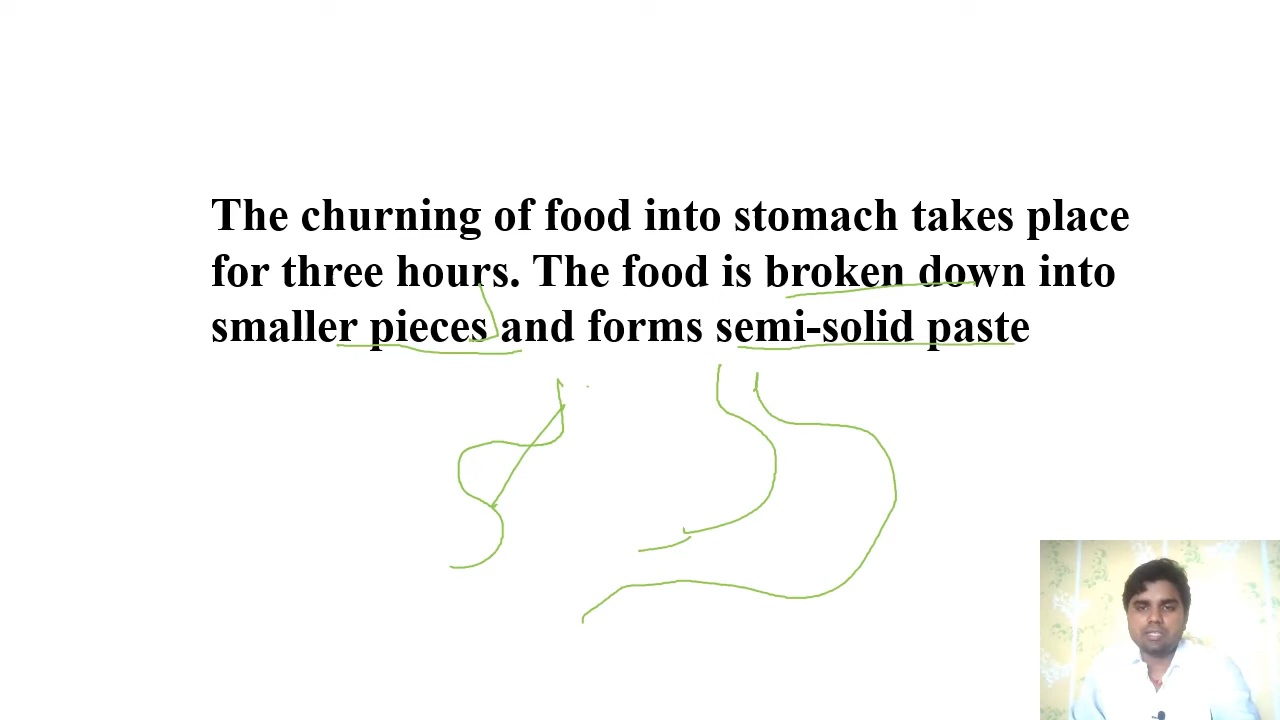 The churning of food into stomach takes place
for three hours. The food is broken down into
smaller pieces and forms semi-solid paste